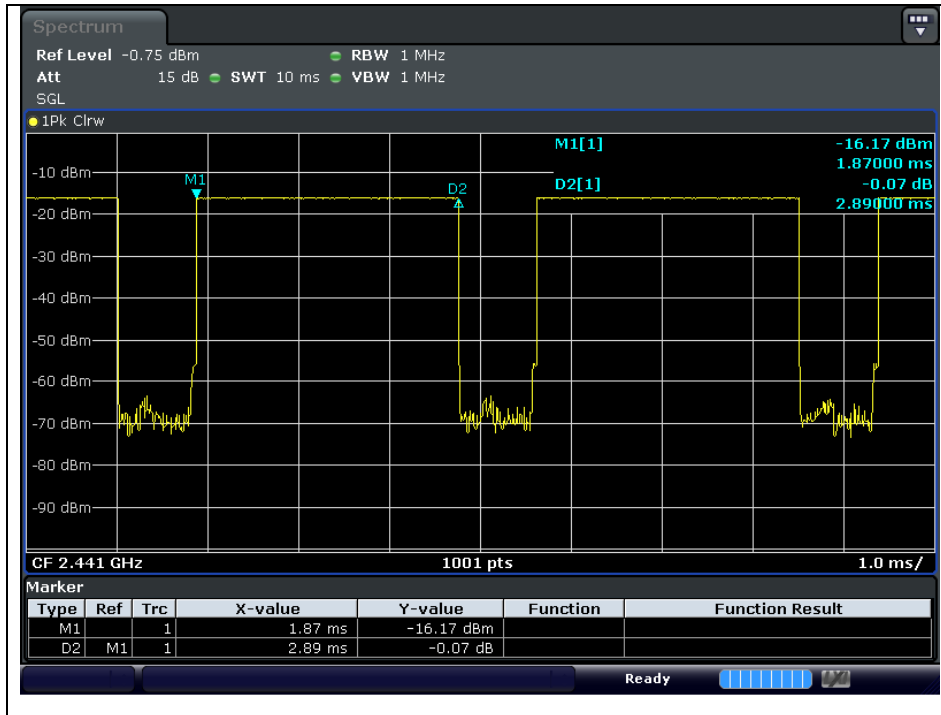 Spectrum
Ref Level -0.75 dBm RBW 1 MHz
Att 15 dB SWT 10 ms VBW 1 MHz
SGL
1Pk Clrw
M1[1] -16.17 dBm
1.87000 ms
D2[1] -0.07 dB
2.89000 ms
M1
D2
-10 dBm
-20 dBm
-30 dBm
-40 dBm
-50 dBm
-60 dBm
-70 dBm
-80 dBm
-90 dBm
CF 2.441 GHz 1001 pts 1.0 ms/
Marker
Type Ref Trc X-value Y-value Function Function Result
M1 1 1.87 ms -16.17 dBm
D2 M1 1 2.89 ms -0.07 dB
Ready